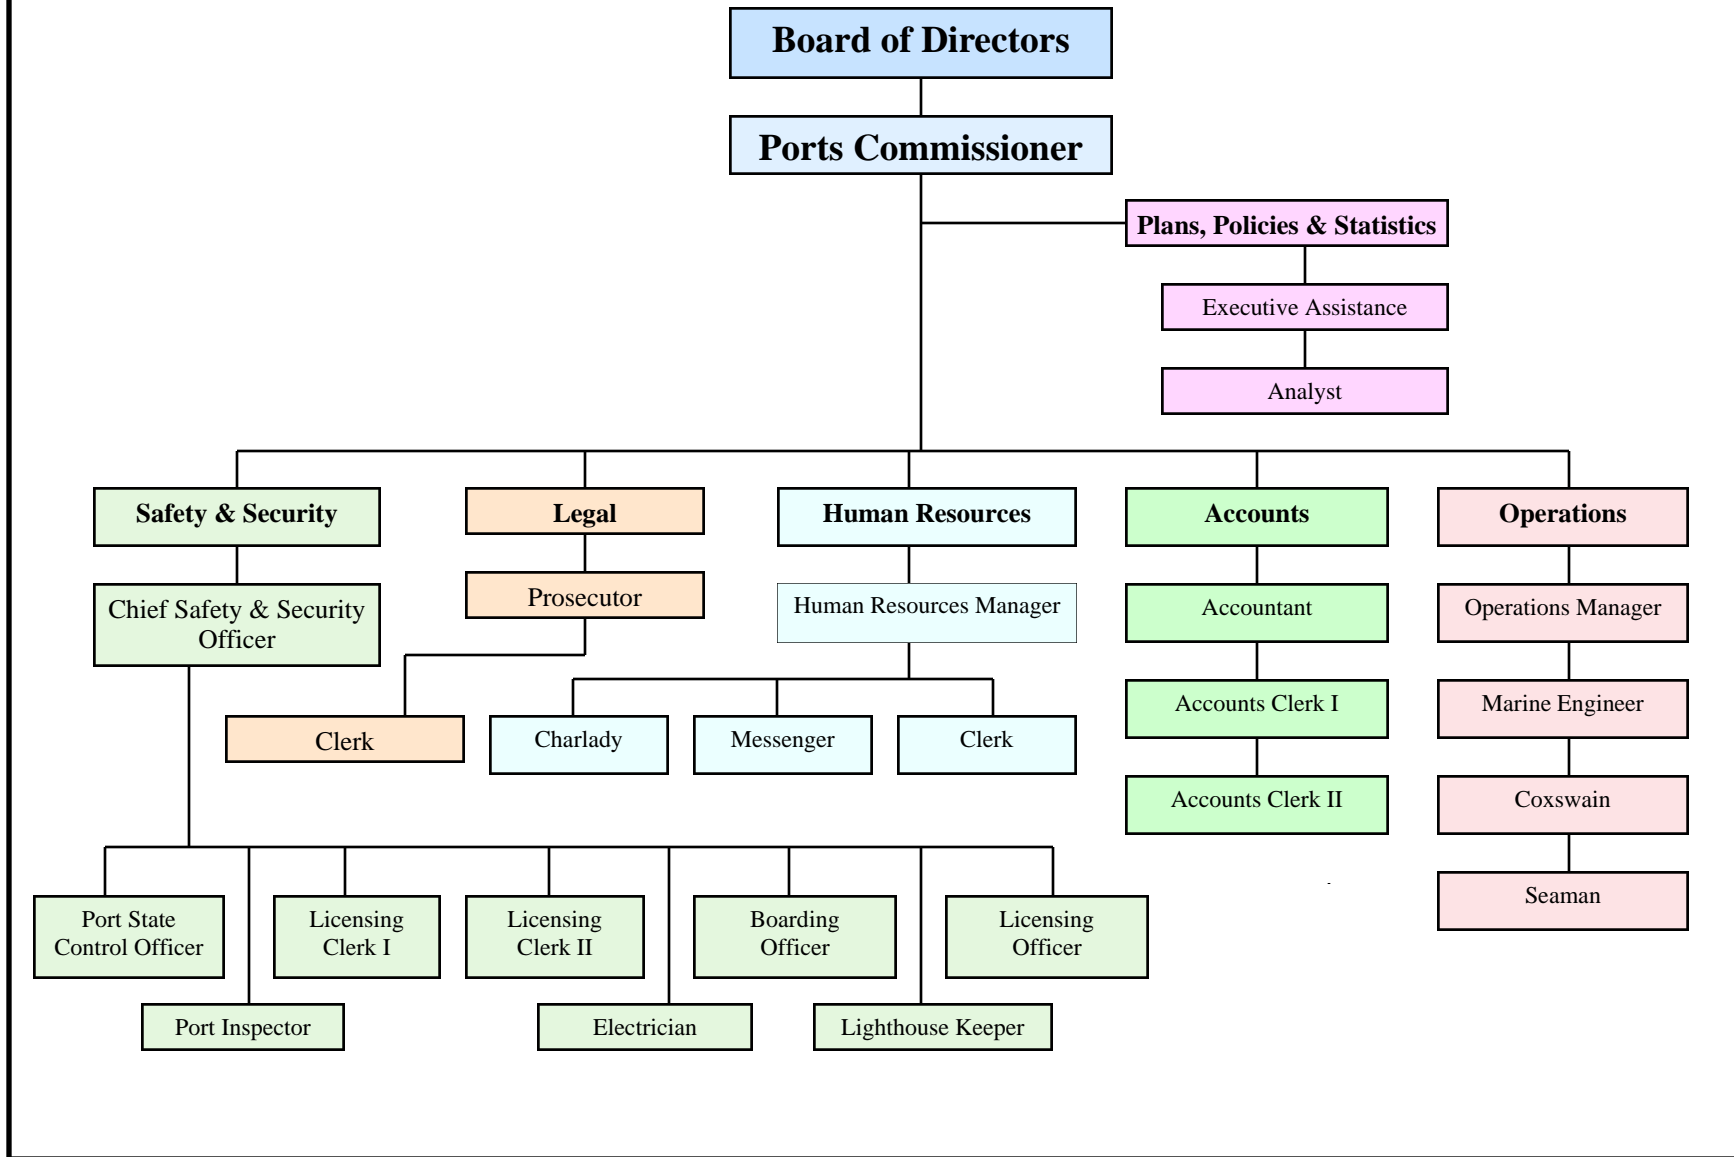 Board of Directors
Ports Commissioner
Plans, Policies & Statistics
Executive Assistance
Analyst
Safety & Security
Legal
Human Resources
Accounts
Operations
Chief Safety & Security
Officer
Prosecutor
Human Resources Manager
Accountant
Operations Manager
Accounts Clerk I
Marine Engineer
Clerk
Charlady
Messenger
Clerk
Accounts Clerk II
Coxswain
Seaman
Port State
Control Officer
Licensing
Clerk I
Licensing
Clerk II
Boarding
Officer
Licensing
Officer
Port Inspector
Electrician
Lighthouse Keeper